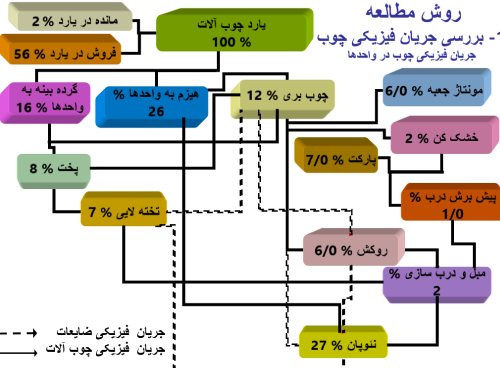 روش مطالعه
1- بررسی جریان فیزیکی چوب
جریان فیزیکی چوب در واحدها
مانده در یارد % 2
یارد چوب آلات
% 100
فروش در یارد % 56
گرده بینه به
واحدها % 16
هیزم به واحدها %
26
چوب بری % 12
مونتاژ جعبه % 6/0
خشک کن % 2
پخت % 8
پارکت % 7/0
تخته لایی % 7
پیش برش درب %
1/0
روکش % 6/0
مبل و درب سازی %
2
نئوپان % 27
جریان فیزیکی ضایعات
جریان فیزیکی چوب آلات